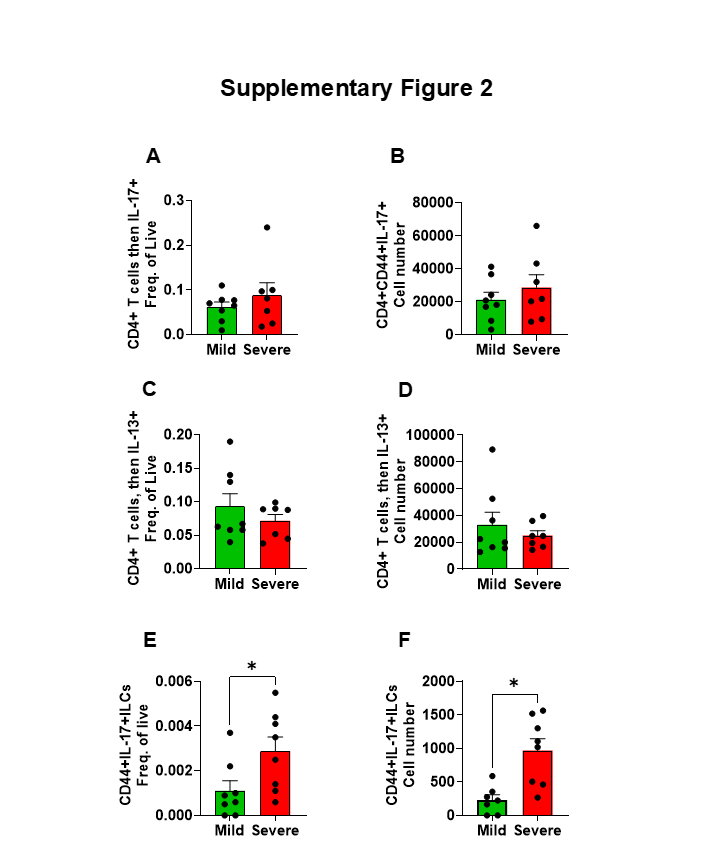 Supplementary Figure 2
A
CD4+ T cells then IL-17+
Freq. of Live
0.3
0.2
0.1
0.0
Mild Severe
B
CD4+CD44+IL-17+
Cell number
80000
60000
40000
20000
0
Mild Severe
C
CD4+ T cells, then IL-13+
Freq. of Live
0.20
0.15
0.10
0.05
0.00
Mild Severe
D
CD4+ T cells, then IL-13+
Cell number
100000
80000
60000
40000
20000
0
Mild Severe
E
CD44+IL-17+ILCs
Freq. of live
0.006
0.004
0.002
0.000
*
Mild Severe
F
CD44+IL-17+ILCs
Cell number
2000
1500
1000
500
0
*
Mild Severe